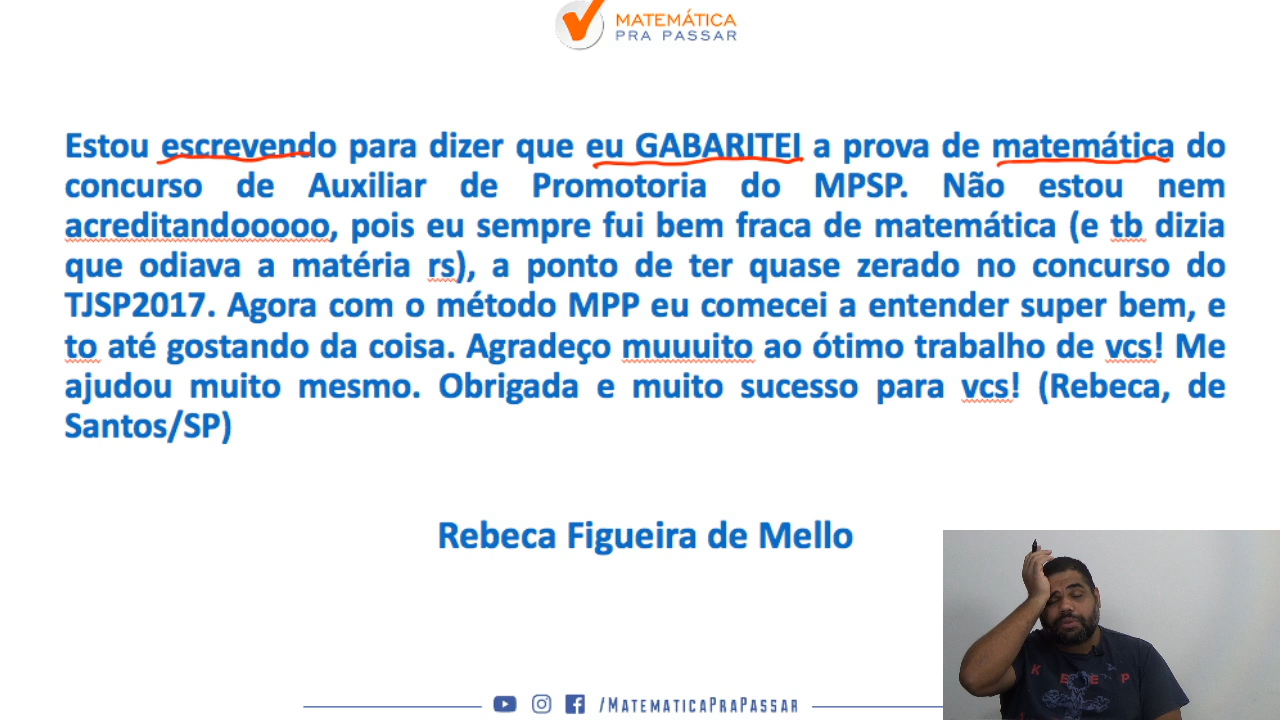 MATEMÁTICA
PRA PASSAR
Estou escrevendo para dizer que eu GABARITEI a prova de matemática do
concurso de Auxiliar de Promotoria do MPSP. Não estou nem
acreditandooooo, pois eu sempre fui bem fraca de matemática (e tb dizia
que odiava a matéria rs), a ponto de ter quase zerado no concurso do
TJSP2017. Agora com o método MPP eu comecei a entender super bem, e
to até gostando da coisa. Agradeço muuuito ao ótimo trabalho de vcs! Me
ajudou muito mesmo. Obrigada e muito sucesso para vcs! (Rebeca, de
Santos/SP)
Rebeca Figueira de Mello
KEEP
/MATEMATICAPRAPASSAR